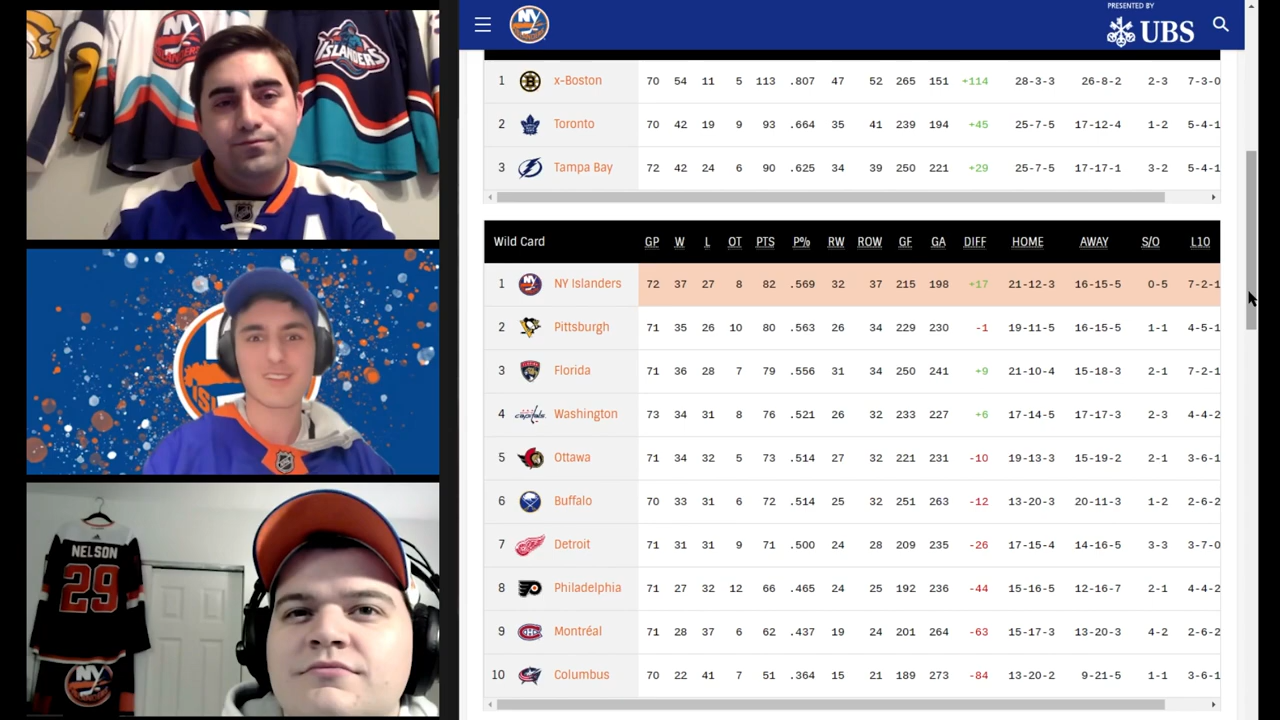 PRESENTED BY
UBS
1 x-Boston 70 54 11 5 113 .807 47 52 265 151 +114 28-3-3 26-8-2 2-3 7-3-0
2 Toronto 70 42 19 9 93 .664 35 41 239 194 +45 25-7-5 17-12-4 1-2 5-4-1
3 Tampa Bay 72 42 24 6 90 .625 34 39 250 221 +29 25-7-5 17-17-1 3-2 5-4-1
Wild Card GP W L OT PTS P% RW ROW GF GA DIFF HOME AWAY S/O L10
1 NY Islanders 72 37 27 8 82 .569 32 37 215 198 +17 21-12-3 16-15-5 0-5 7-2-1
2 Pittsburgh 71 35 26 10 80 .563 26 34 229 230 -1 19-11-5 16-15-5 1-1 4-5-1
3 Florida 71 36 28 7 79 .556 31 34 250 241 +9 21-10-4 15-18-3 2-1 7-2-1
4 Washington 73 34 31 8 76 .521 26 32 233 227 +6 17-14-5 17-17-3 2-3 4-4-2
5 Ottawa 71 34 32 5 73 .514 27 32 221 231 -10 19-13-3 15-19-2 2-1 3-6-1
6 Buffalo 70 33 31 6 72 .514 25 32 251 263 -12 13-20-3 20-11-3 1-2 2-6-2
7 Detroit 71 31 31 9 71 .500 24 28 209 235 -26 17-15-4 14-16-5 3-3 3-7-0
8 Philadelphia 71 27 32 12 66 .465 24 25 192 236 -44 15-16-5 12-16-7 2-1 4-4-2
9 Montréal 71 28 37 6 62 .437 19 24 201 264 -63 15-17-3 13-20-3 4-2 2-6-2
10 Columbus 70 22 41 7 51 .364 15 21 189 273 -84 13-20-2 9-21-5 1-1 3-6-1
ISLANDERS
A
NELSON
29
NY